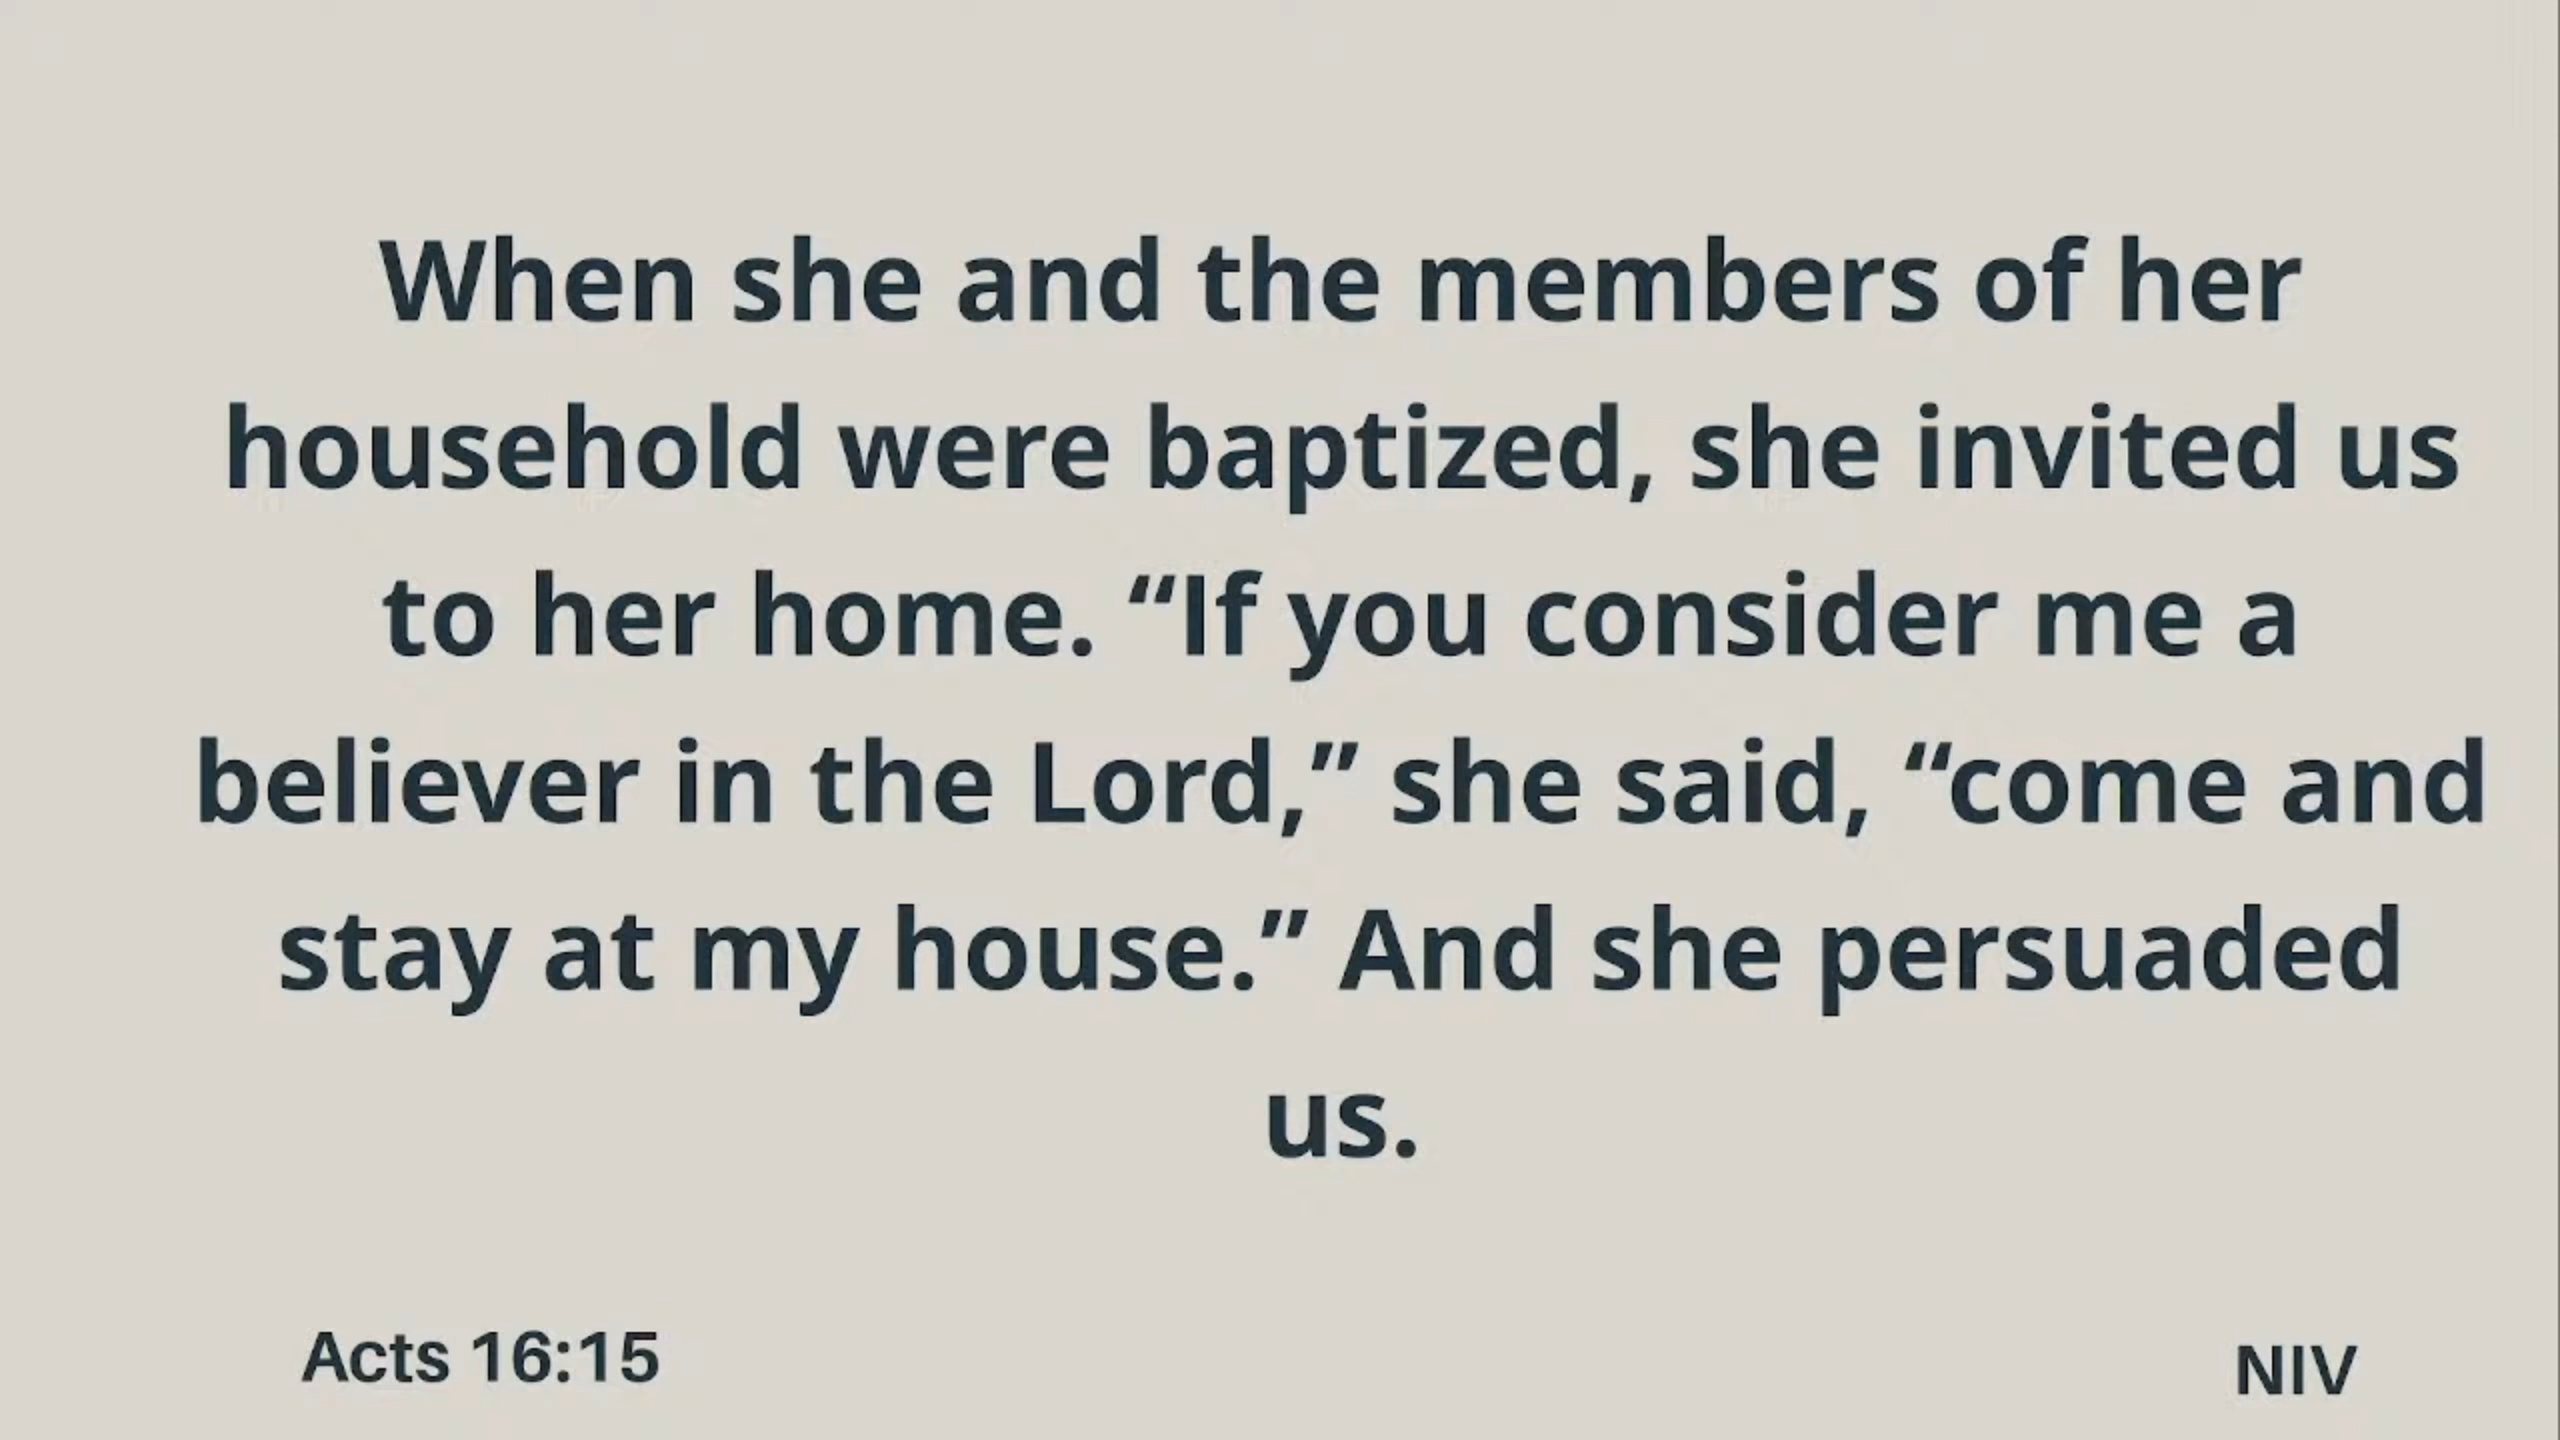 When she and the members of her
household were baptized, she invited us
to her home. “If you consider me a
believer in the Lord,” she said, “come and
stay at my house.” And she persuaded
us.
Acts 16:15
NIV